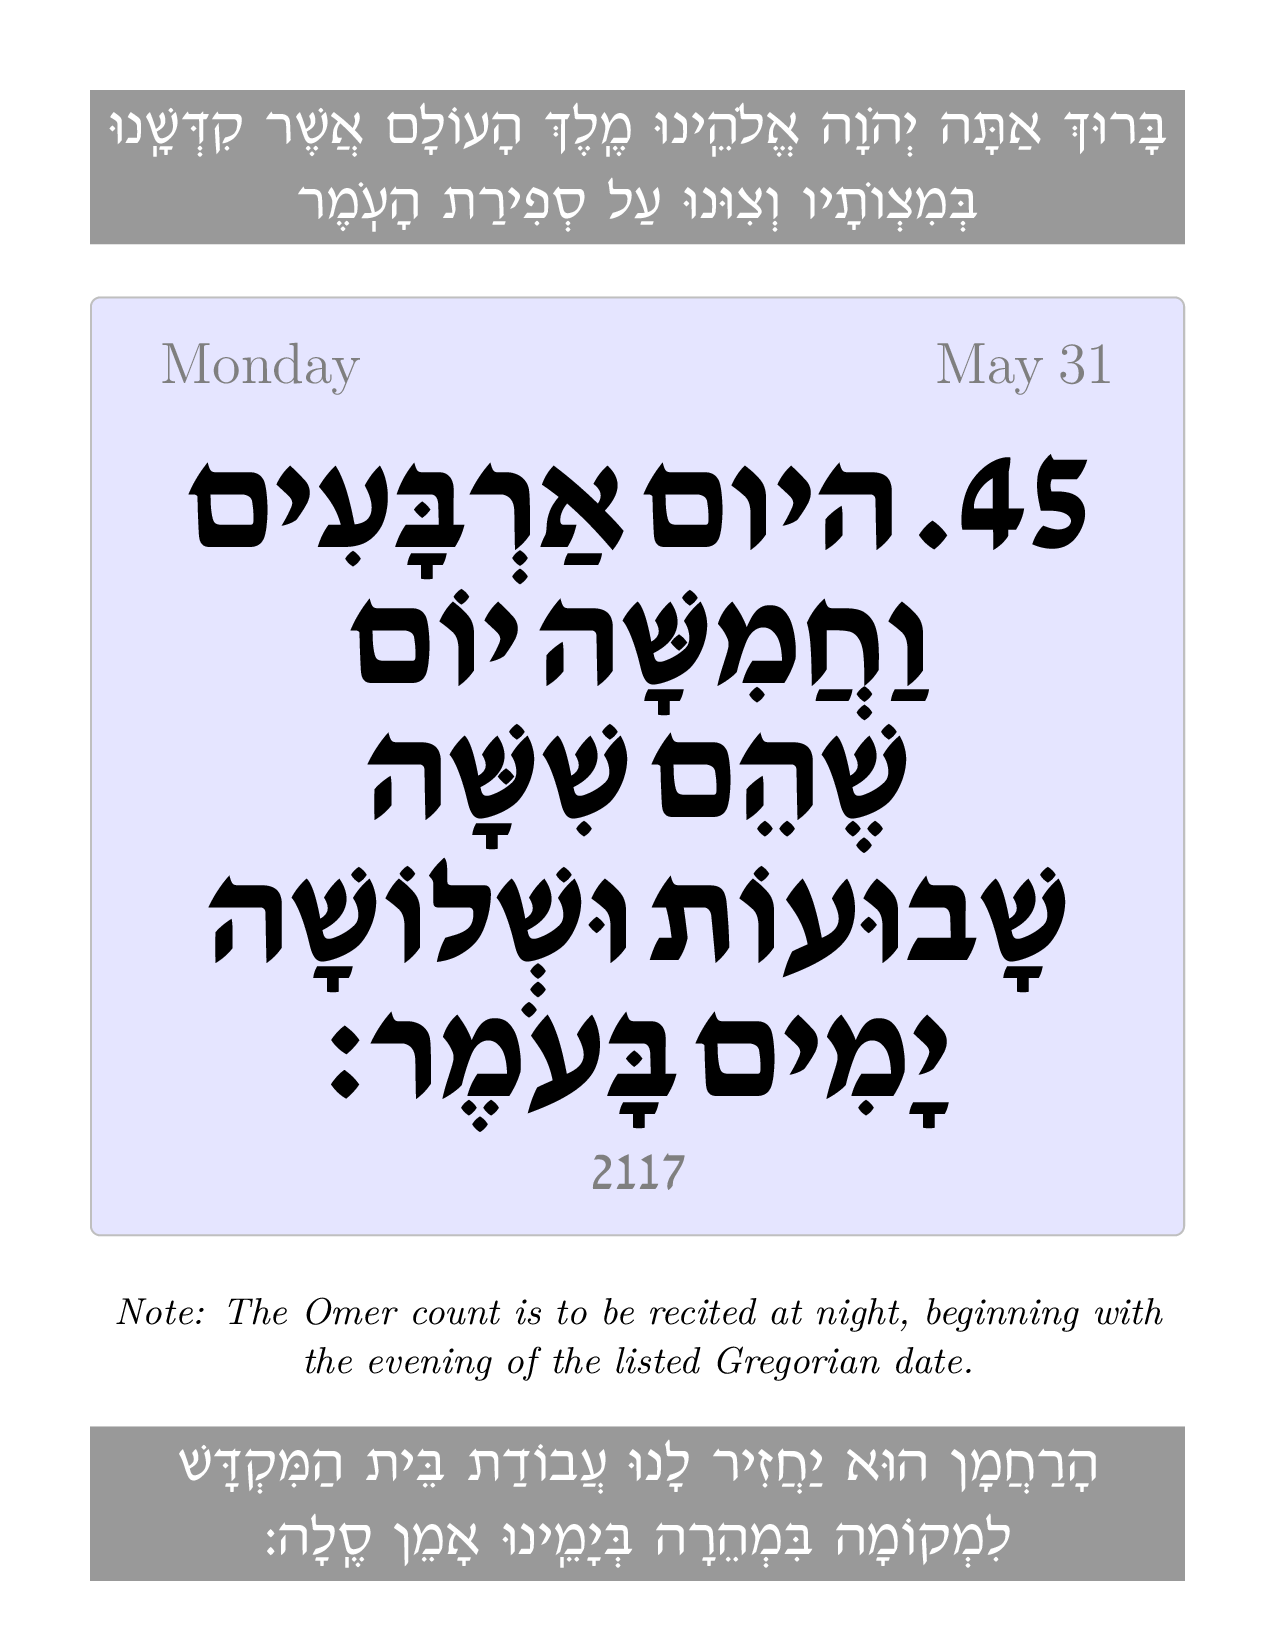 בָּרוּךְ אַתָּה יְהֹוָה אֱלֹהֵֽינוּ מֶֽלֶךְ הָעוֹלָם אֲשֶׁר קִדְּשָֽׁנוּ
בְּמִצְוֹתָיו וְצִוּנוּ עַל סְפִירַת הָעֹֽמֶר
Monday May 31
45. היום אַרְבָּעִים
וַחֲמִשָּׁה יוֹם
שֶׁהֵם שִׁשָּׁה
שָׁבוּעוֹת וּשְׁלוֹשָׁה
יָמִים בָּעֹמֶר:
2117
Note: The Omer count is to be recited at night, beginning with
the evening of the listed Gregorian date.
הָרַחֲמָן הוּא יַחֲזִיר לָנוּ עֲבוֹדַת בֵּית הַמִּקְדָּשׁ
לִמְקוֹמָה בִּמְהֵרָה בְּיָמֵֽינוּ אָמֵן סֶֽלָה: